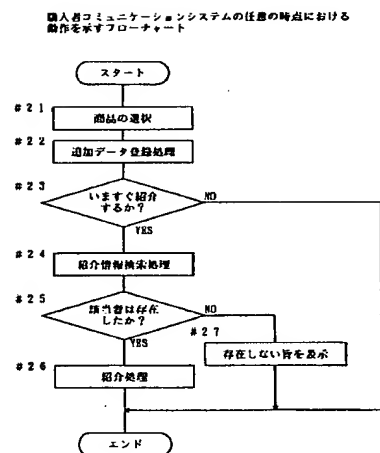 購入者コミュニケーションシステムの任意の時点における
動作を示すフローチャート
スタート
#21
商品の選択
#22
追加データ登録処理
#23
いますぐ紹介
するか?
NO
YES
#24
紹介情報検索処理
#25
該当者は存在
したか?
NO
YES
#27
存在しない旨を表示
#26
紹介処理
エンド